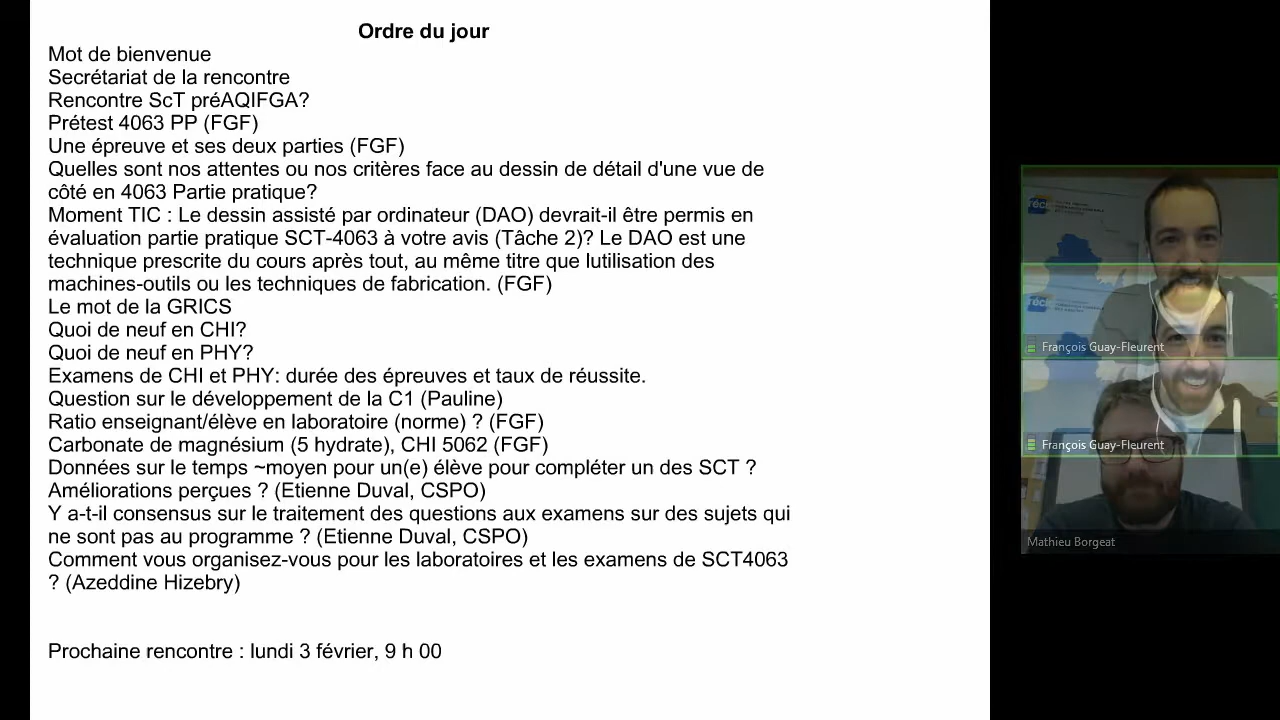 Ordre du jour
Mot de bienvenue
Secrétariat de la rencontre
Rencontre ScT préAQIFGA?
Prétest 4063 PP (FGF)
Une épreuve et ses deux parties (FGF)
Quelles sont nos attentes ou nos critères face au dessin de détail d'une vue de
côté en 4063 Partie pratique?
Moment TIC : Le dessin assisté par ordinateur (DAO) devrait-il être permis en
évaluation partie pratique SCT-4063 à votre avis (Tâche 2)? Le DAO est une
technique prescrite du cours après tout, au même titre que lutilisation des
machines-outils ou les techniques de fabrication. (FGF)
Le mot de la GRICS
Quoi de neuf en CHI?
Quoi de neuf en PHY?
Examens de CHI et PHY: durée des épreuves et taux de réussite.
Question sur le développement de la C1 (Pauline)
Ratio enseignant/élève en laboratoire (norme) ? (FGF)
Carbonate de magnésium (5 hydrate), CHI 5062 (FGF)
Données sur le temps ~moyen pour un(e) élève pour compléter un des SCT ?
Améliorations perçues ? (Etienne Duval, CSPO)
Y a-t-il consensus sur le traitement des questions aux examens sur des sujets qui
ne sont pas au programme ? (Etienne Duval, CSPO)
Comment vous organisez-vous pour les laboratoires et les examens de SCT4063
? (Azeddine Hizebry)
Prochaine rencontre : lundi 3 février, 9 h 00
récit
récit
François Guay-Fleurent
François Guay-Fleurent
Mathieu Borgeat